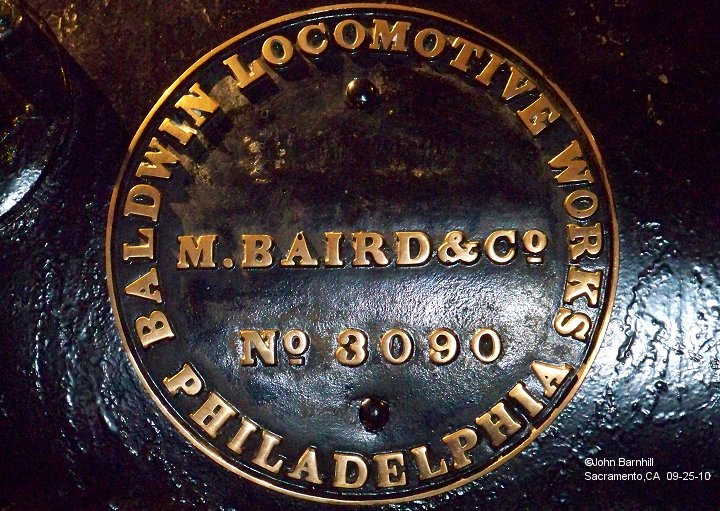 BALDWIN LOCOMOTIVE WORKS
M. BAIRD & Cº
Nº 3090
PHILADELPHIA
©John Barnhill
Sacramento,CA 09-25-10